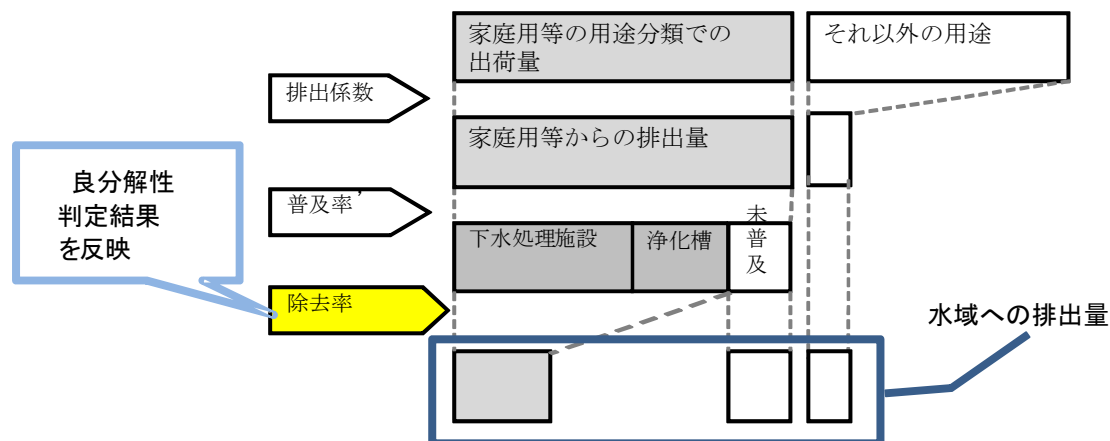 家庭用等の用途分類での
出荷量
それ以外の用途
排出係数
家庭用等からの排出量
良分解性
判定結果
を反映
普及率’
下水処理施設
浄化槽
未
普
及
除去率
水域への排出量